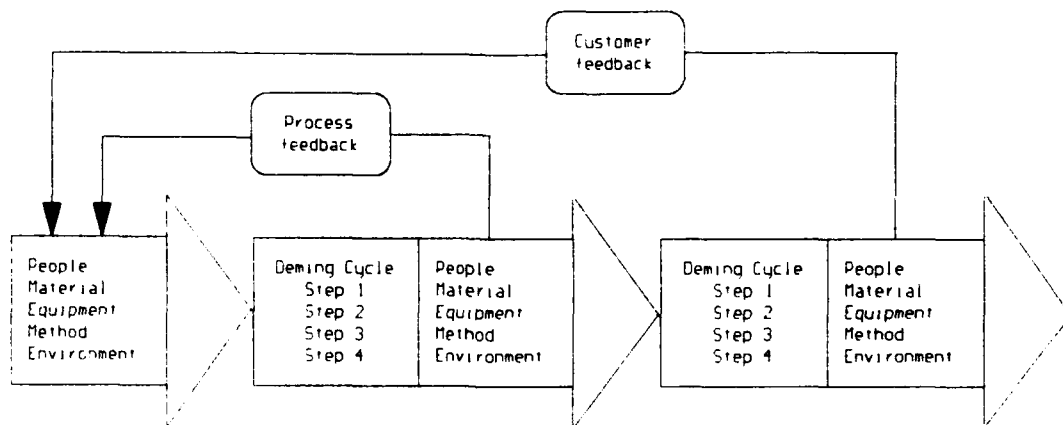 Customer
feedback
Process
feedback
People
Material
Equipment
Method
Environment
Deming Cycle
Step 1
Step 2
Step 3
Step 4
People
Material
Equipment
Method
Environment
Deming Cycle
Step 1
Step 2
Step 3
Step 4
People
Material
Equipment
Method
Environment